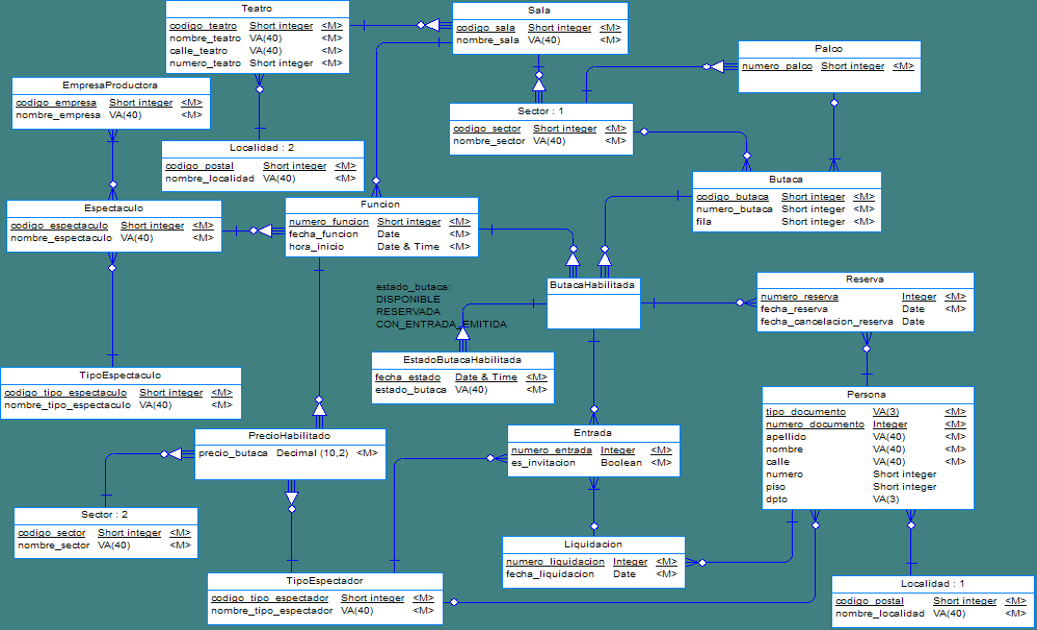 Teatro
codigo_teatro Short integer <M>
nombre_teatro VA(40) <M>
calle_teatro VA(40) <M>
numero_teatro Short integer <M>
Sala
codigo_sala Short integer <M>
nombre_sala VA(40) <M>
Palco
numero_palco Short integer <M>
EmpresaProductora
codigo_empresa Short integer <M>
nombre_empresa VA(40) <M>
Sector : 1
codigo_sector Short integer <M>
nombre_sector VA(40) <M>
Localidad : 2
codigo_postal Short integer <M>
nombre_localidad VA(40) <M>
Butaca
codigo_butaca Short integer <M>
numero_butaca Short integer <M>
fila Short integer <M>
Espectaculo
codigo_espectaculo Short integer <M>
nombre_espectaculo VA(40) <M>
Funcion
numero_funcion Short integer <M>
fecha_funcion Date <M>
hora_inicio Date & Time <M>
estado_butaca:
DISPONIBLE
RESERVADA
CON_ENTRADA_EMITIDA
ButacaHabilitada
Reserva
numero_reserva Integer <M>
fecha_reserva Date <M>
fecha_cancelacion_reserva Date
EstadoButacaHabilitada
fecha_estado Date & Time <M>
estado_butaca VA(40) <M>
TipoEspectaculo
codigo_tipo_espectaculo Short integer <M>
nombre_tipo_espectaculo VA(40) <M>
Persona
tipo_documento VA(3) <M>
numero_documento Integer <M>
apellido VA(40) <M>
nombre VA(40) <M>
calle VA(40) <M>
numero Short integer
piso Short integer
dpto VA(3)
PrecioHabilitado
precio_butaca Decimal (10,2) <M>
Entrada
numero_entrada Integer <M>
es_invitacion Boolean <M>
Sector : 2
codigo_sector Short integer <M>
nombre_sector VA(40) <M>
Liquidacion
numero_liquidacion Integer <M>
fecha_liquidacion Date <M>
TipoEspectador
codigo_tipo_espectador Short integer <M>
nombre_tipo_espectador VA(40) <M>
Localidad : 1
codigo_postal Short integer <M>
nombre_localidad VA(40) <M>